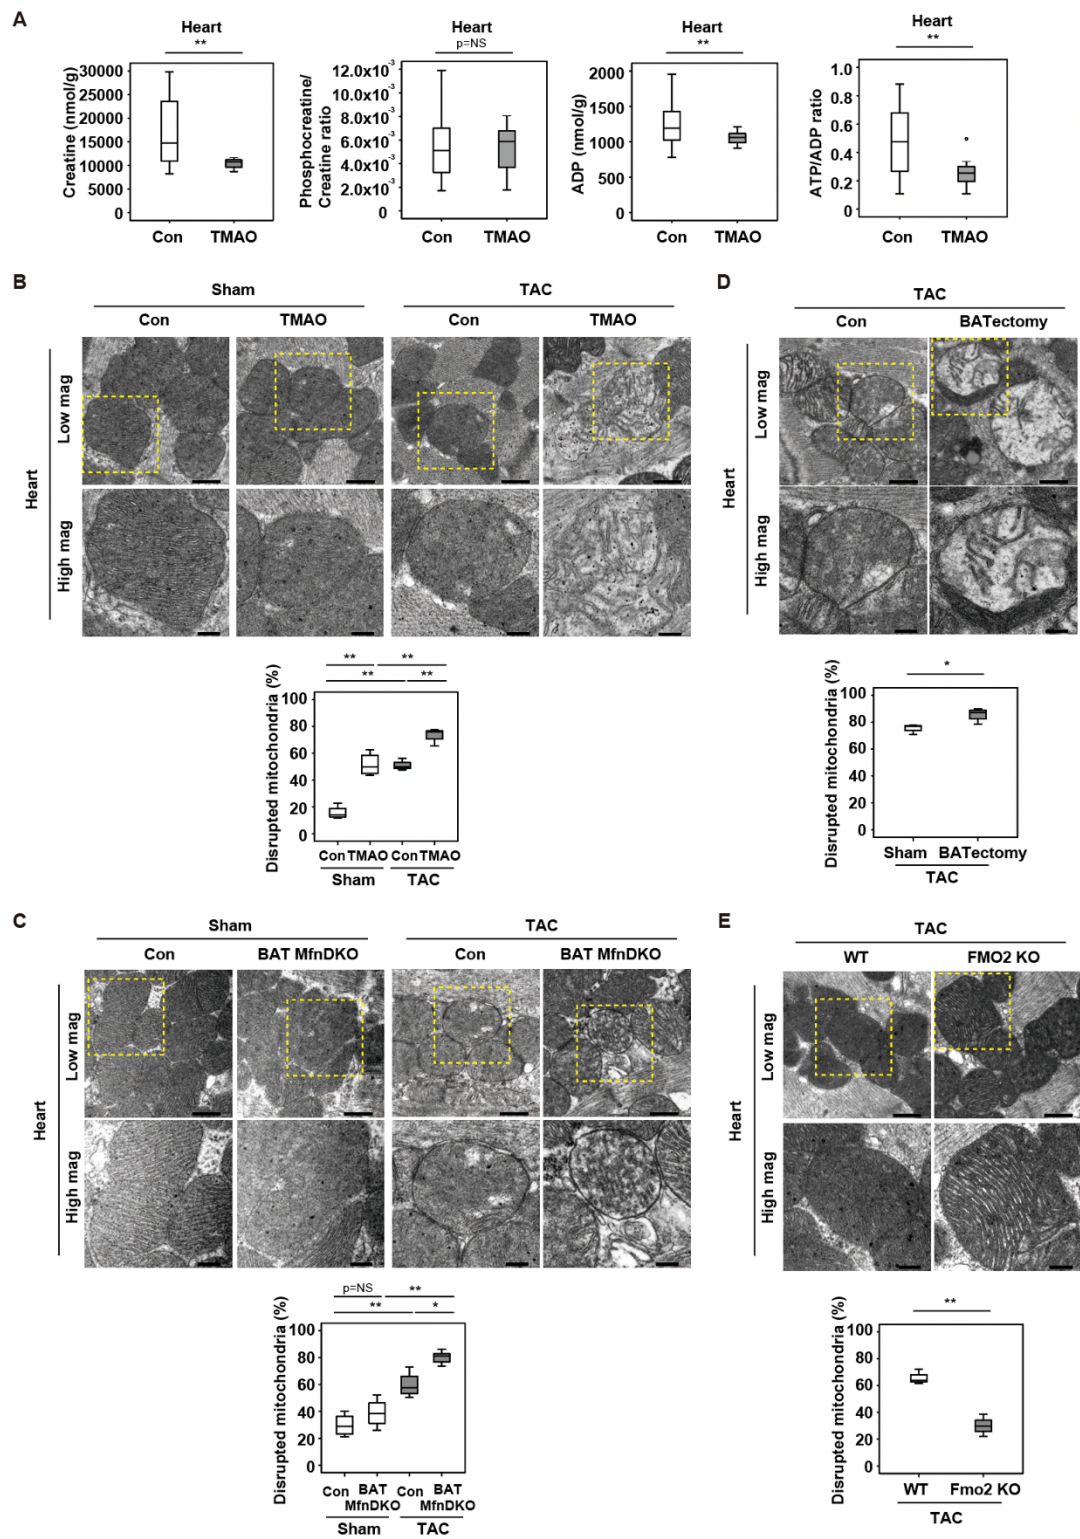 A
Heart
**
Creatine (nmol/g)
30000
25000
20000
15000
10000
5000
0
Con TMAO
Heart
p=NS
Phosphocreatine/
Creatine ratio
12.0x10-3
10.0x10-3
8.0x10-3
6.0x10-3
4.0x10-3
2.0x10-3
0
Con TMAO
Heart
**
ADP (nmol/g)
2000
1500
1000
500
0
Con TMAO
Heart
**
ATP/ADP ratio
1.0
0.8
0.6
0.4
0.2
0
Con TMAO
B
Sham TAC
Con TMAO Con TMAO
Heart
Low mag
High mag
** **
** **
Disrupted mitochondria (%)
100
80
60
40
20
0
Con TMAO Con TMAO
Sham TAC
D
TAC
Con BATectomy
Heart
Low mag
High mag
*
Disrupted mitochondria (%)
100
80
60
40
20
0
Sham BATectomy
TAC
C
Sham TAC
Con BAT MfnDKO Con BAT MfnDKO
Heart
Low mag
High mag
p=NS **
** *
Disrupted mitochondria (%)
100
80
60
40
20
0
Con BAT Con BAT
MfnDKO MfnDKO
Sham TAC
E
TAC
WT FMO2 KO
Heart
Low mag
High mag
**
Disrupted mitochondria (%)
100
80
60
40
20
0
WT Fmo2 KO
TAC